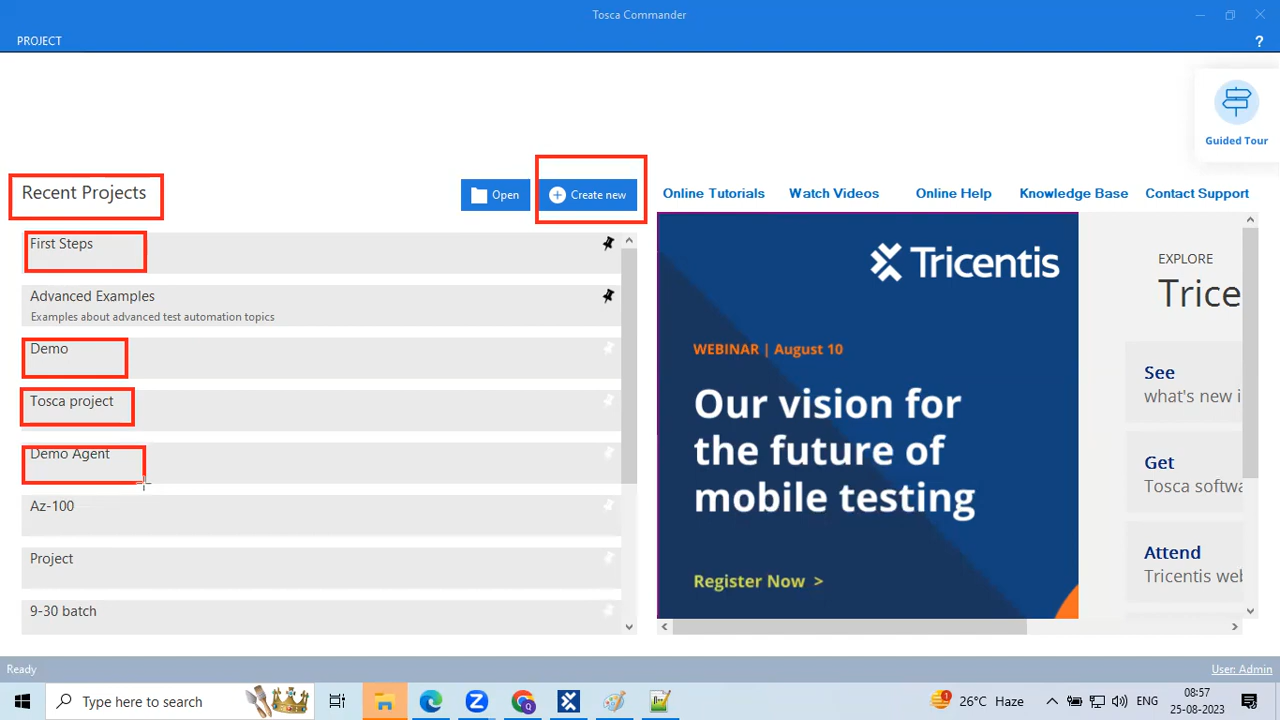 Tosca Commander
PROJECT
?
Guided Tour
Recent Projects
Open
Create new
First Steps
Advanced Examples
Examples about advanced test automation topics
Demo
Tosca project
Demo Agent
Az-100
Project
9-30 batch
Online Tutorials
Watch Videos
Online Help
Knowledge Base
Contact Support
Tricentis
WEBINAR | August 10
Our vision for
the future of
mobile testing
Register Now >
EXPLORE
Trice
See
what's new i
Get
Tosca softwa
Attend
Tricentis web
Ready
User: Admin
Type here to search
Q
1
26°C Haze
ENG
08:57
25-08-2023